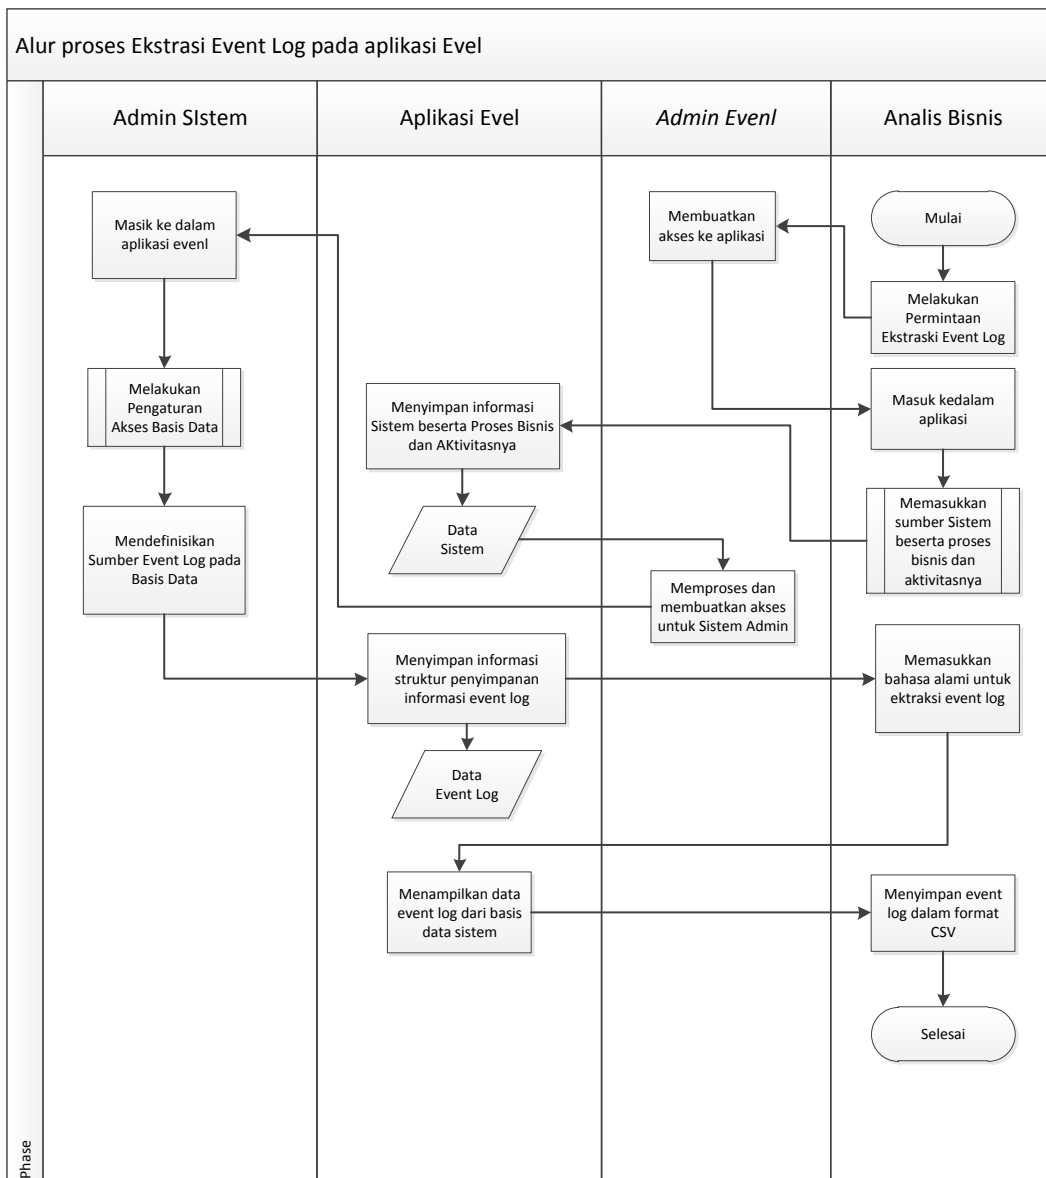 Alur proses Ekstrasi Event Log pada aplikasi Evel
Admin SIstem
Aplikasi Evel
Admin Evenl
Analis Bisnis
Masik ke dalam
aplikasi evenl
Membuatkan
akses ke aplikasi
Mulai
Melakukan
Permintaan
Ekstraski Event Log
Melakukan
Pengaturan
Akses Basis Data
Menyimpan informasi
Sistem beserta Proses Bisnis
dan AKtivitasnya
Masuk kedalam
aplikasi
Mendefinisikan
Sumber Event Log pada
Basis Data
Data
Sistem
Memasukkan
sumber Sistem
beserta proses
bisnis dan
aktivitasnya
Memproses dan
membuatkan akses
untuk Sistem Admin
Menyimpan informasi
struktur penyimpanan
informasi event log
Memasukkan
bahasa alami untuk
ektraksi event log
Data
Event Log
Menampilkan data
event log dari basis
data sistem
Menyimpan event
log dalam format
CSV
Selesai
Phase